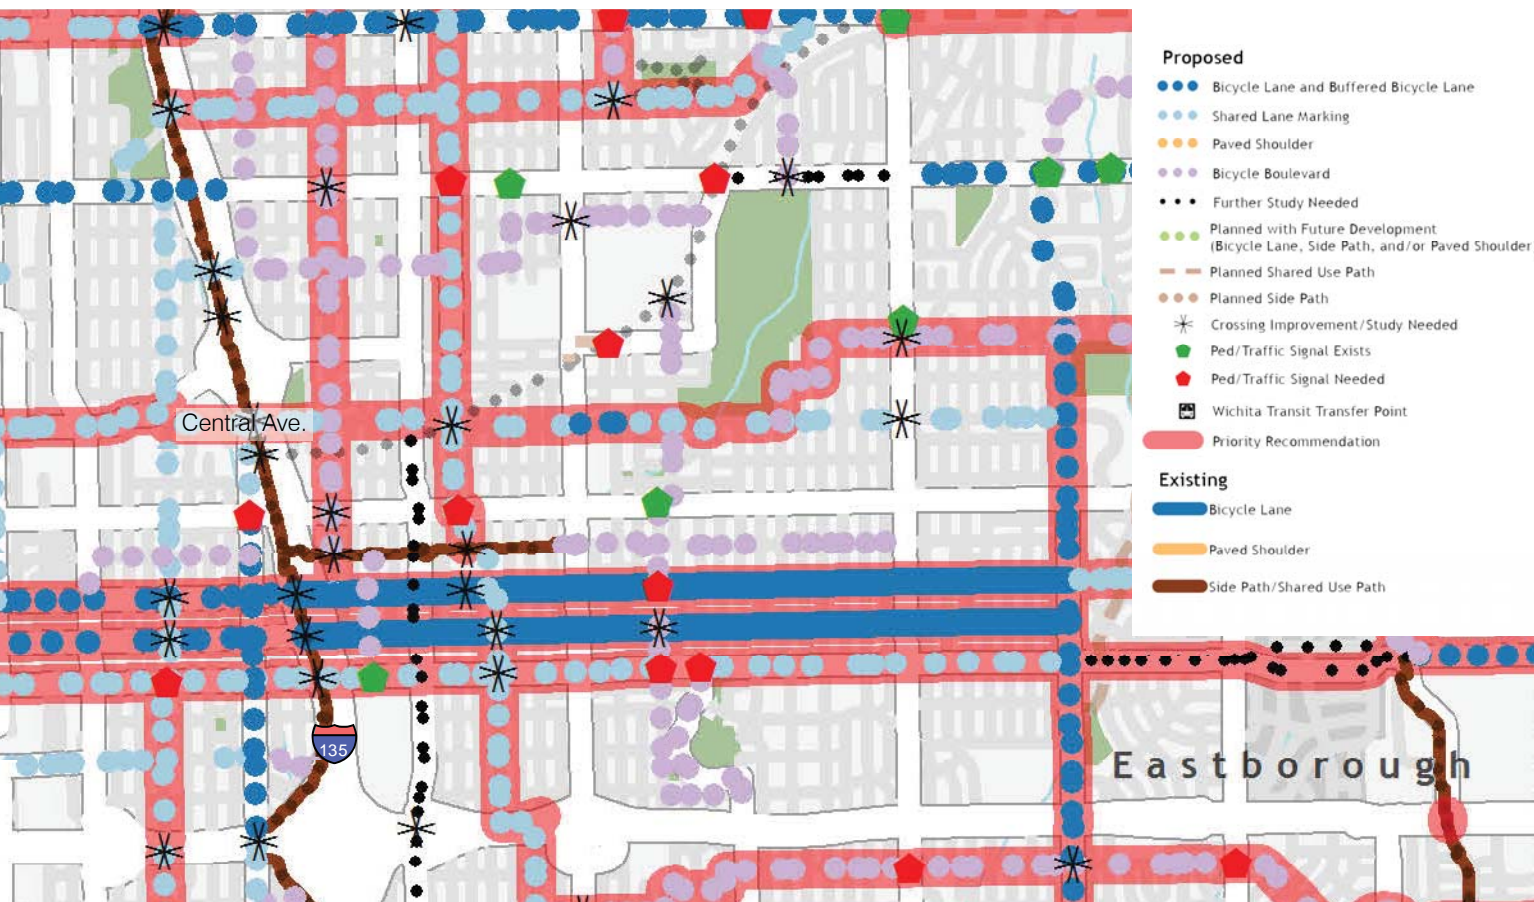 Proposed
Bicycle Lane and Buffered Bicycle Lane
Shared Lane Marking
Paved Shoulder
Bicycle Boulevard
Further Study Needed
Planned with Future Development
(Bicycle Lane, Side Path, and/or Paved Shoulder
Planned Shared Use Path
Planned Side Path
Crossing Improvement/Study Needed
Ped/Traffic Signal Exists
Ped/Traffic Signal Needed
Wichita Transit Transfer Point
Priority Recommendation
Existing
Bicycle Lane
Paved Shoulder
Side Path/Shared Use Path
Central Ave.
135
Eastborough